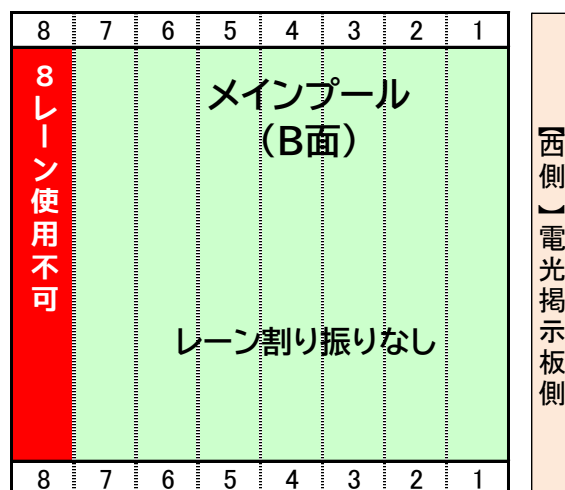 8 7 6 5 4 3 2 1
8レーン使用不可
メインプール
（B面）
レーン割り振りなし
8 7 6 5 4 3 2 1
【西側】電光掲示板側